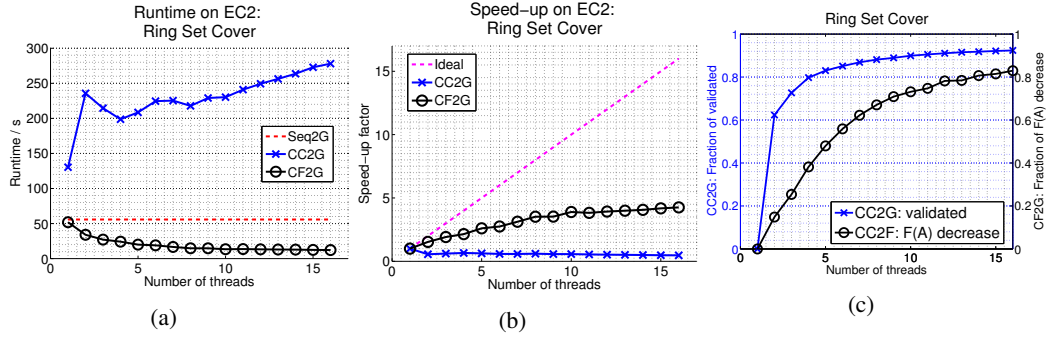 Runtime on EC2:
Ring Set Cover
300
250
200
150
100
50
0
Runtime / s
Seq2G
CC2G
CF2G
0
5
10
15
Number of threads
(a)
Speed−up on EC2:
Ring Set Cover
15
10
5
0
Speed−up factor
Ideal
CC2G
CF2G
0
5
10
15
Number of threads
(b)
Ring Set Cover
1
0.8
0.6
0.4
0.2
0
CC2G: Fraction of validated
CC2G: validated
CC2F: F(A) decrease
0
5
10
15
Number of threads
1
0.8
0.6
0.4
0.2
0
CF2G: Fraction of F(A) decrease
(c)